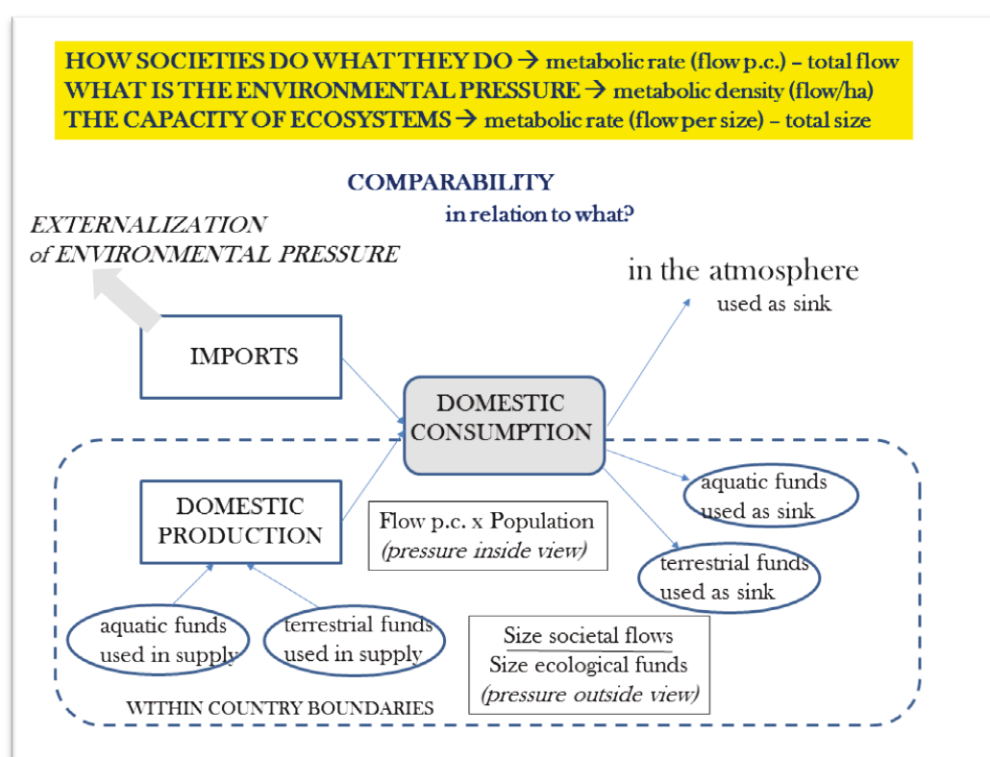 HOW SOCIETIES DO WHAT THEY DO → metabolic rate (flow p.c.) – total flow
WHAT IS THE ENVIRONMENTAL PRESSURE → metabolic density (flow/ha)
THE CAPACITY OF ECOSYSTEMS → metabolic rate (flow per size) – total size
COMPARABILITY
in relation to what?
EXTERNALIZATION
of ENVIRONMENTAL PRESSURE
in the atmosphere
used as sink
IMPORTS
DOMESTIC
CONSUMPTION
aquatic funds
used as sink
DOMESTIC
PRODUCTION
Flow p.c. x Population
(pressure inside view)
terrestrial funds
used as sink
aquatic funds
used in supply
terrestrial funds
used in supply
Size societal flows
Size ecological funds
(pressure outside view)
WITHIN COUNTRY BOUNDARIES